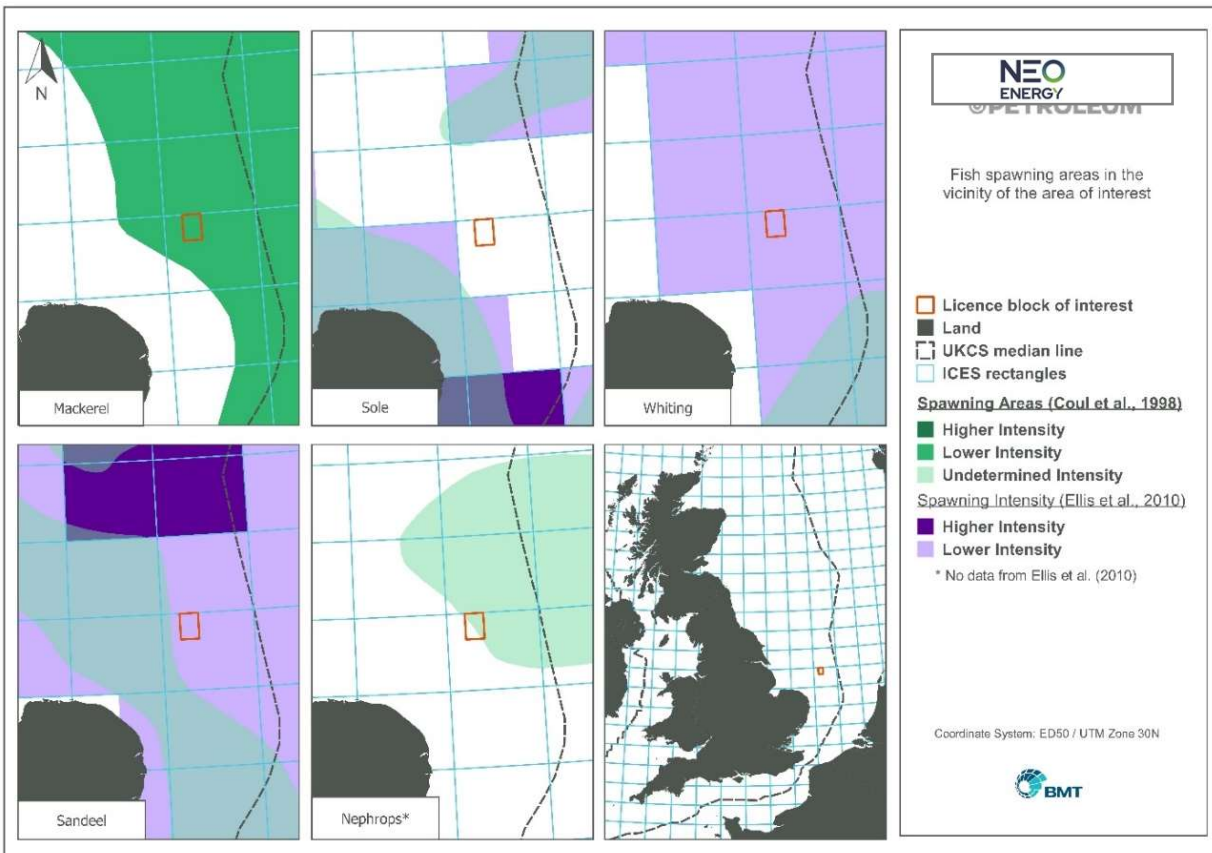 N
Mackerel
Sole
Whiting
Sandeel
Nephrops*
NEO
ENERGY
©PETROLEUM
Fish spawning areas in the
vicinity of the area of interest
Licence block of interest
Land
UKCS median line
ICES rectangles
Spawning Areas (Coul et al., 1998)
Higher Intensity
Lower Intensity
Undetermined Intensity
Spawning Intensity (Ellis et al., 2010)
Higher Intensity
Lower Intensity
* No data from Ellis et al. (2010)
Coordinate System: ED50 / UTM Zone 30N
BMT